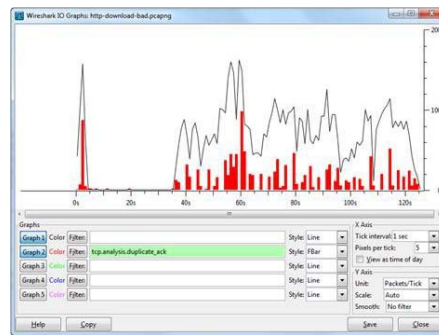 Wireshark IO Graphs: http-download-bad.pcapng
200
100
0
0s 20s 40s 60s 80s 100s 120s
Graphs
X Axis
Graph 1 Color Filter: Style: Line
Tick interval: 1 sec
Graph 2 Color Filter: tcp.analysis.duplicate_ack Style: FBar
Pixels per tick: 5
Graph 3 Color Filter: Style: Line
View as time of day
Graph 4 Color Filter: Style: Line
Y Axis
Unit: Packets/Tick
Graph 5 Color Filter: Style: Line
Scale: Auto
Smooth: No filter
Help Copy Save Close